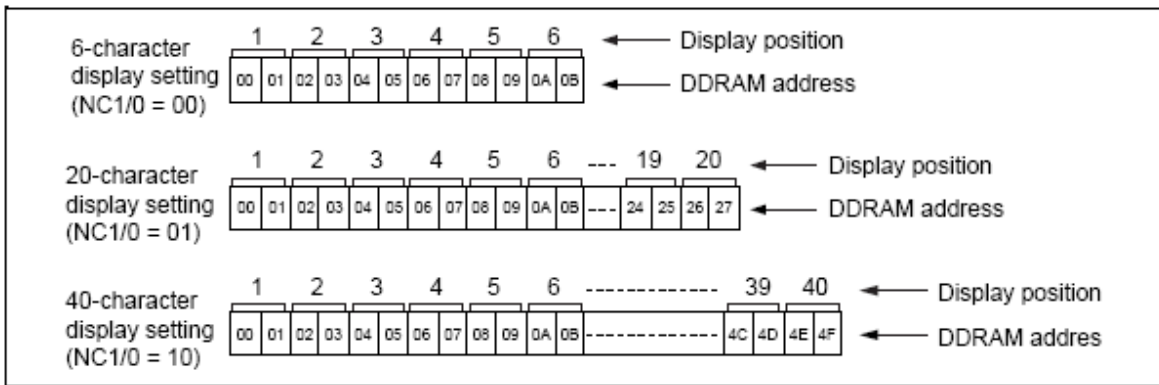 1 2 3 4 5 6 Display position
6-character
display setting
(NC1/0 = 00)
00 01 02 03 04 05 06 07 08 09 0A 0B DDRAM address
1 2 3 4 5 6 --- 19 20 Display position
20-character
display setting
(NC1/0 = 01)
00 01 02 03 04 05 06 07 08 09 0A 0B --- 24 25 26 27 DDRAM address
1 2 3 4 5 6 ---------- 39 40 Display position
40-character
display setting
(NC1/0 = 10)
00 01 02 03 04 05 06 07 08 09 0A 0B ------------ 4C 4D 4E 4F DDRAM addres